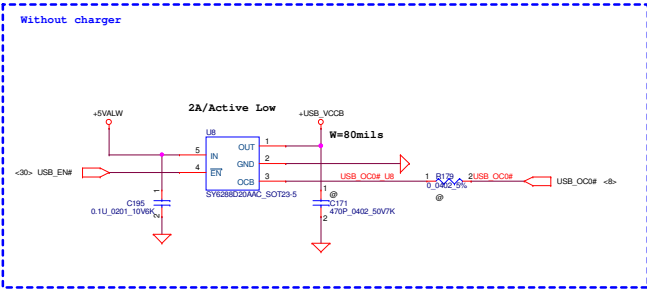 Without charger
2A/Active Low
+5VALW
+USB_VCCB
U8
W=80mils
5 IN
OUT 1
GND 2
<30> USB_EN#
4 EN
OCB 3
USB_OC0#_U8
1 R179 2
USB_OC0#
USB_OC0# <8>
0_0402_5%
@
SY6288D20AAC_SOT23-5
1
C195
0.1U_0201_10V6K
2
1
@
C171
470P_0402_50V7K
2